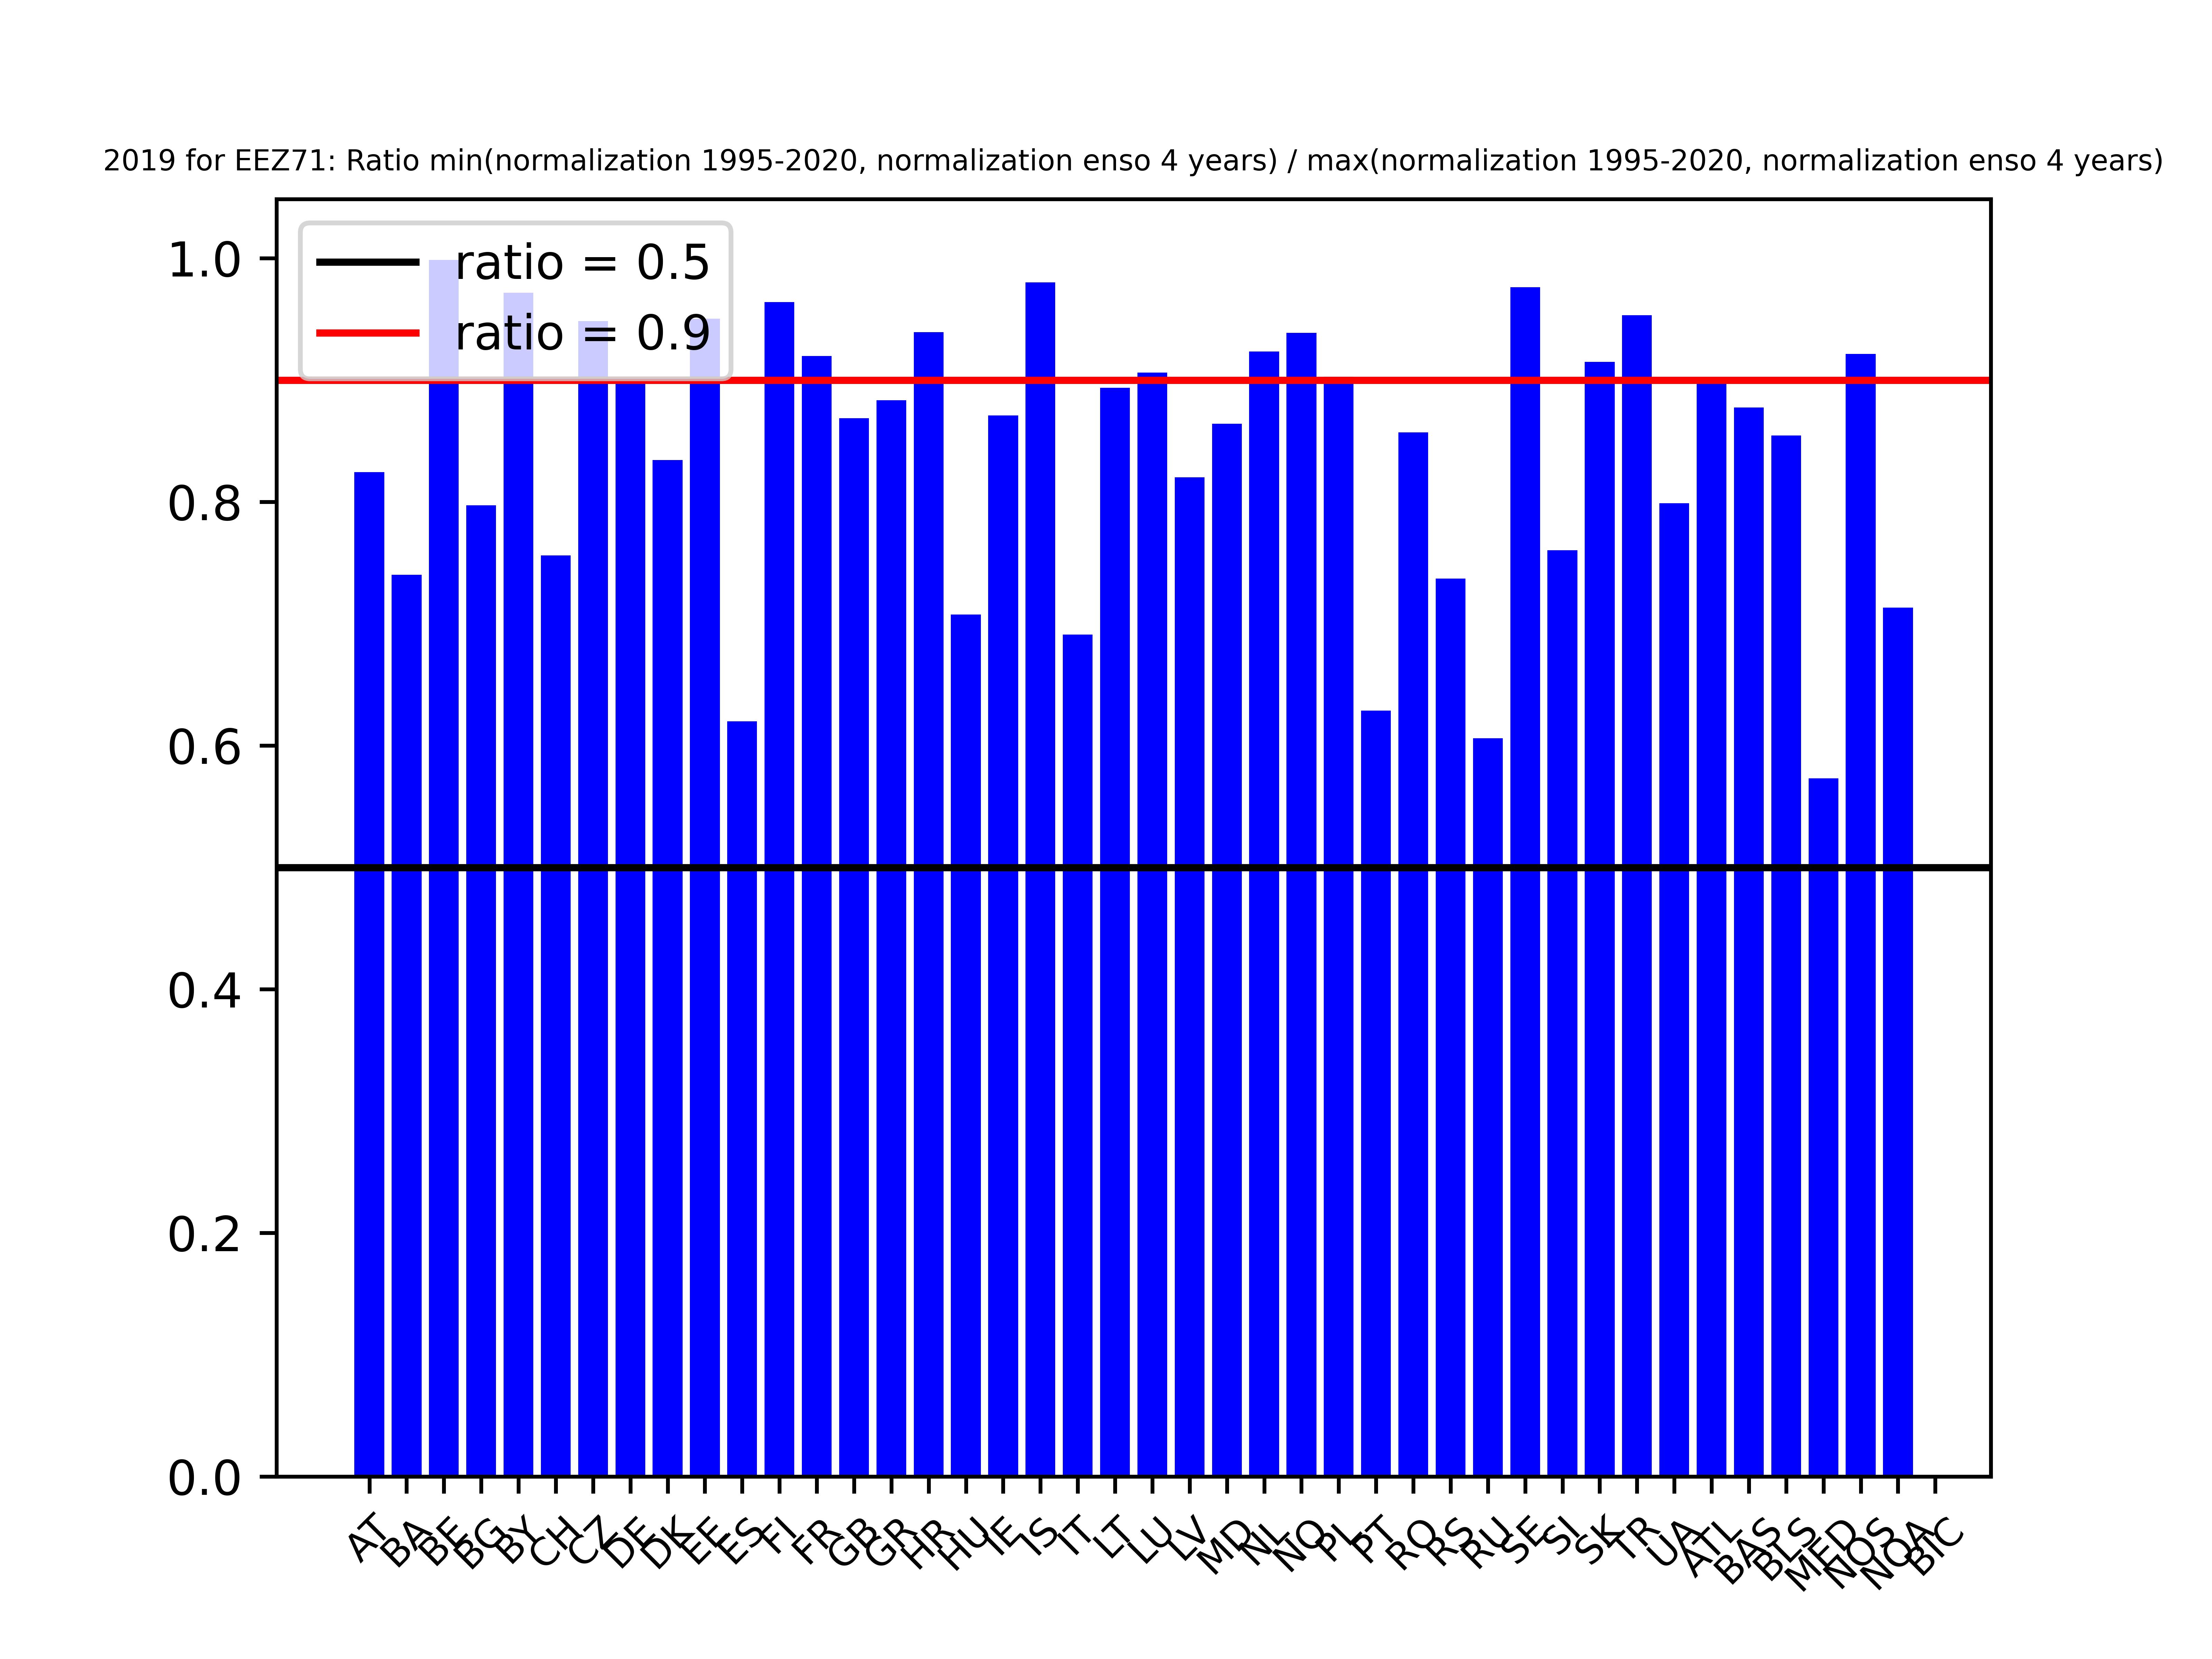 2019 for EEZ71: Ratio min(normalization 1995-2020, normalization enso 4 years) / max(normalization 1995-2020, normalization enso 4 years)
ratio = 0.5
ratio = 0.9
1.0
0.8
0.6
0.4
0.2
0.0
AT BA BE BG BY CH CZ DE DK EE ES FI FR GB GR HR HU IE IS IT LT LU LV MD NL NO PL PT RO RS RU SE SI SK TR UA ATL BAS BLS MED NOS NOA BIC